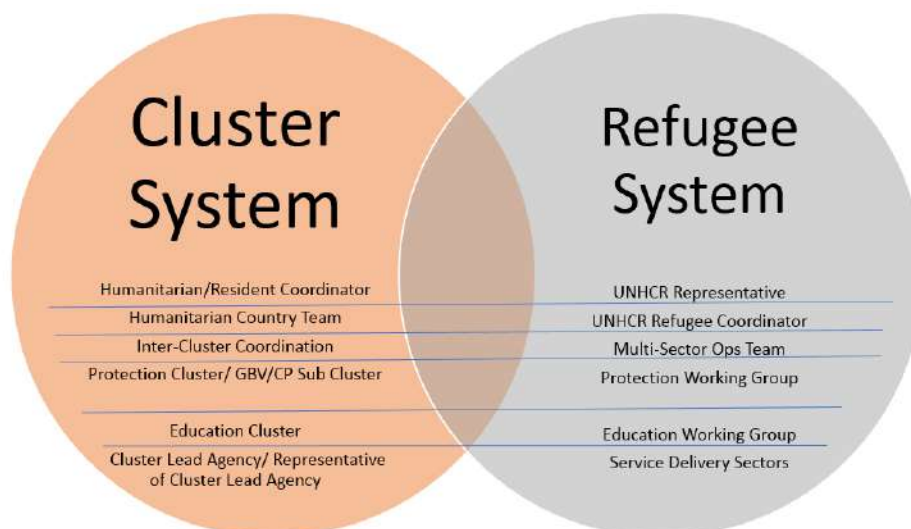 Cluster
System
Humanitarian/Resident Coordinator
Humanitarian Country Team
Inter-Cluster Coordination
Protection Cluster/ GBV/CP Sub Cluster
Education Cluster
Cluster Lead Agency/ Representative
of Cluster Lead Agency
Refugee
System
UNHCR Representative
UNHCR Refugee Coordinator
Multi-Sector Ops Team
Protection Working Group
Education Working Group
Service Delivery Sectors